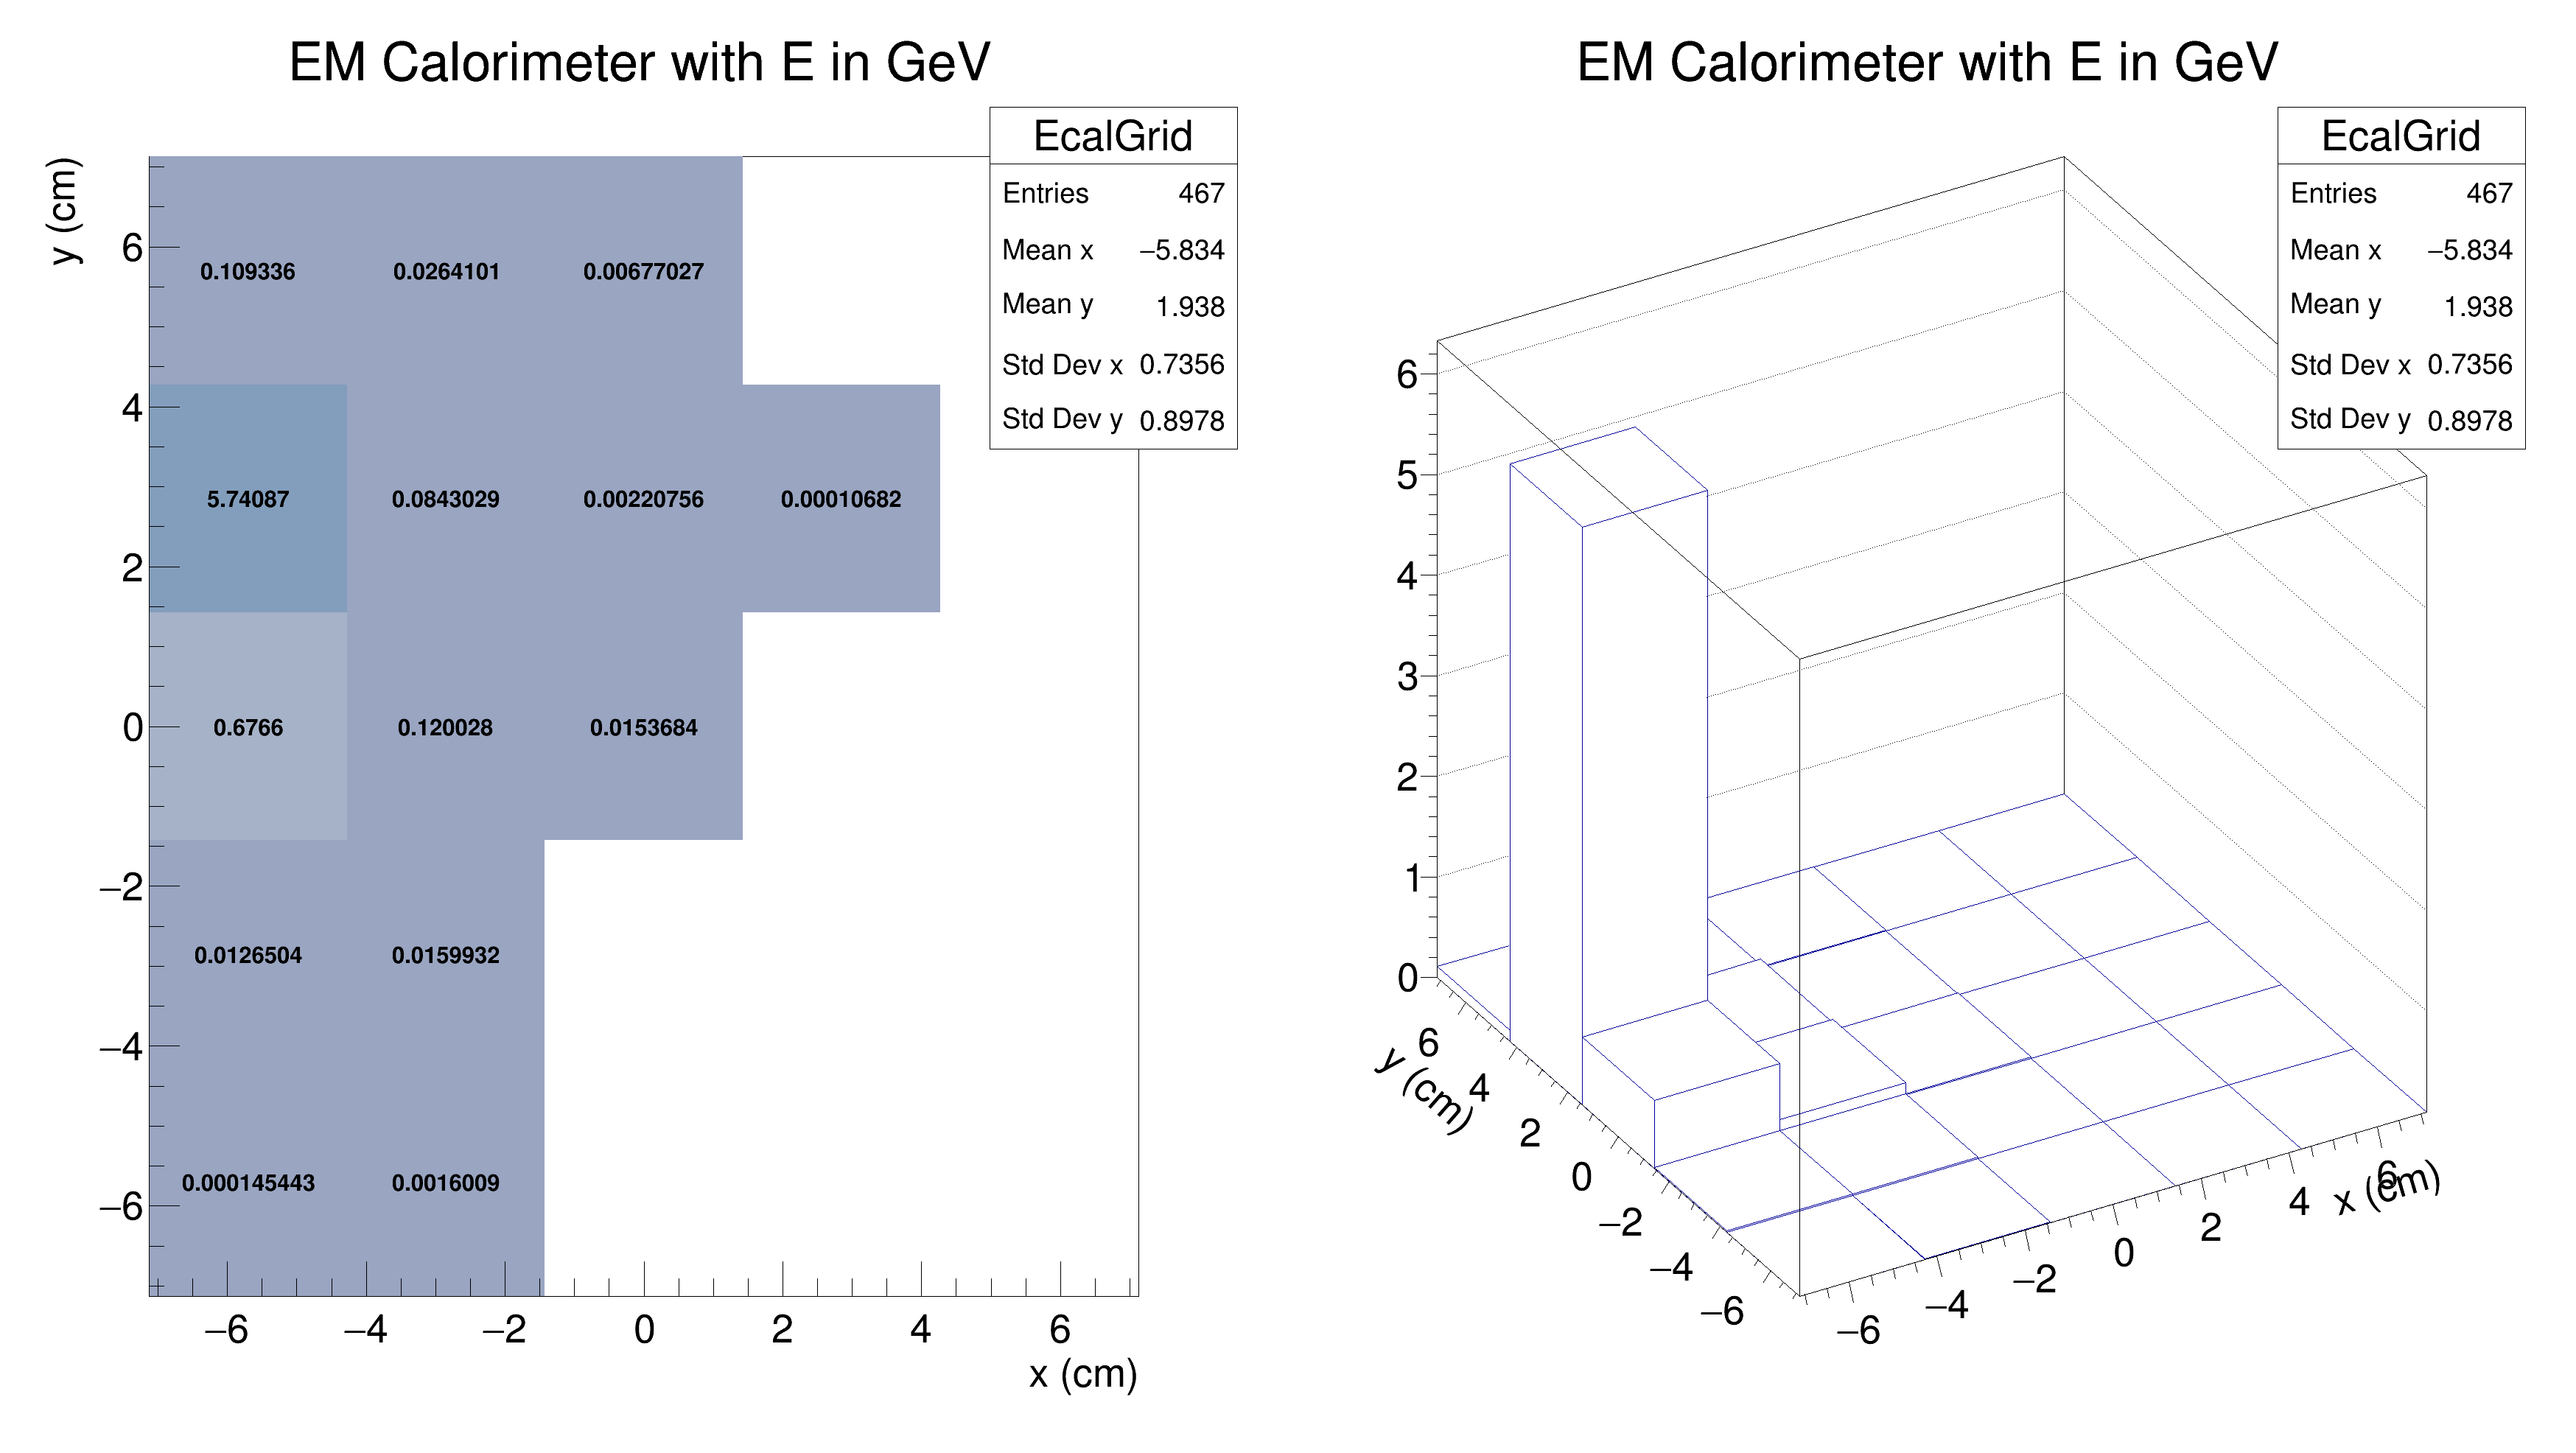 EM Calorimeter with E in GeV
EcalGrid
Entries 467
Mean x −5.834
Mean y 1.938
Std Dev x 0.7356
Std Dev y 0.8978
y (cm)
6
4
2
0
−2
−4
−6
0.109336 0.0264101 0.00677027
5.74087 0.0843029 0.00220756 0.00010682
0.6766 0.120028 0.0153684
0.0126504 0.0159932
0.000145443 0.0016009
−6 −4 −2 0 2 4 6
x (cm)
EM Calorimeter with E in GeV
EcalGrid
Entries 467
Mean x −5.834
Mean y 1.938
Std Dev x 0.7356
Std Dev y 0.8978
6
5
4
3
2
1
0
6
4
2
0
−2
−4
−6
y (cm)
−6 −4 −2 0 2 4 6
x (cm)